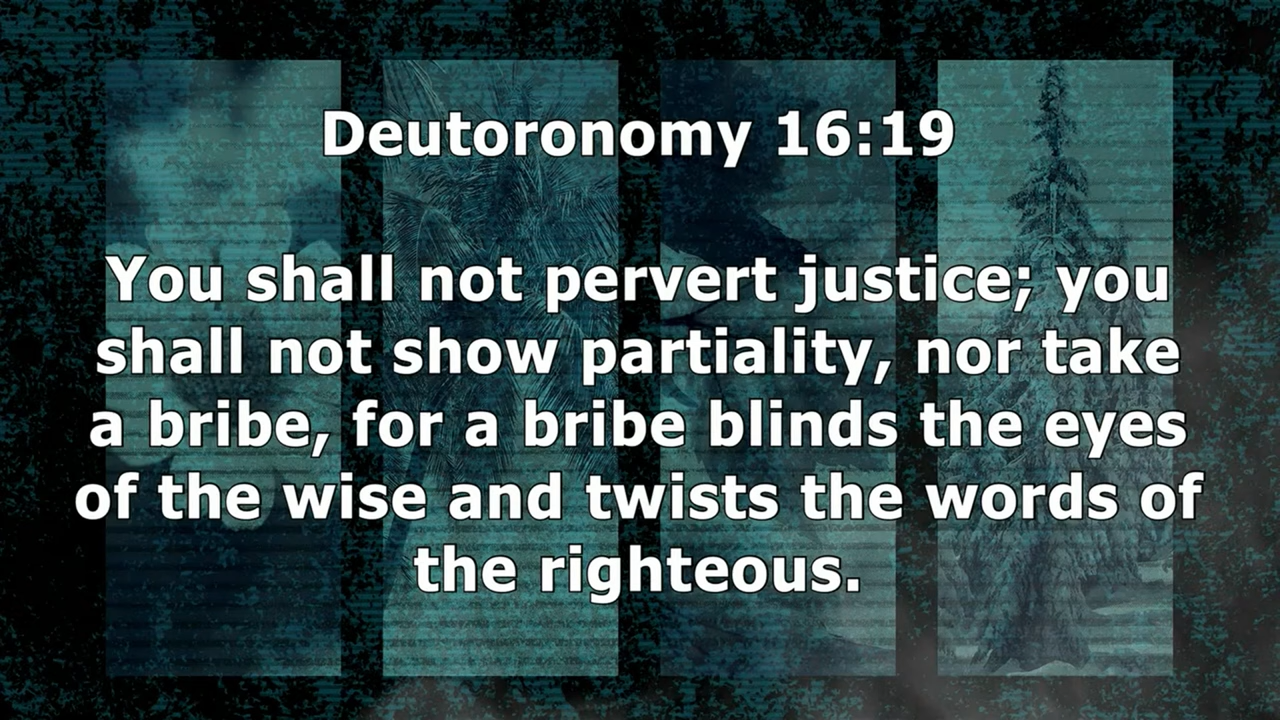 Deutoronomy 16:19
You shall not pervert justice; you
shall not show partiality, nor take
a bribe, for a bribe blinds the eyes
of the wise and twists the words of
the righteous.